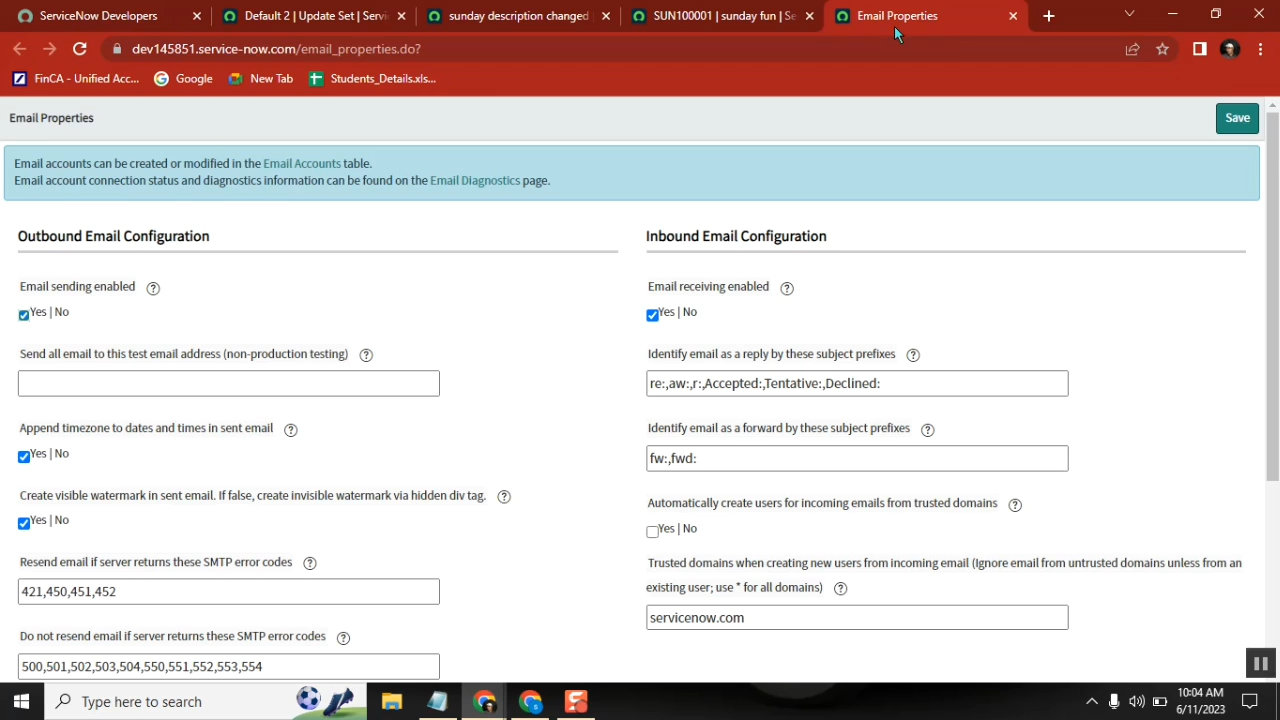 ServiceNow Developers
Default 2 | Update Set | Servi
sunday description changed
SUN100001 | sunday fun | Se
Email Properties
dev145851.service-now.com/email_properties.do?
FinCA - Unified Acc...
Google
New Tab
Students_Details.xls...
Email Properties
Save
Email accounts can be created or modified in the Email Accounts table.
Email account connection status and diagnostics information can be found on the Email Diagnostics page.
Outbound Email Configuration
Email sending enabled ?
Yes | No
Send all email to this test email address (non-production testing) ?
Append timezone to dates and times in sent email ?
Yes | No
Create visible watermark in sent email. If false, create invisible watermark via hidden div tag. ?
Yes | No
Resend email if server returns these SMTP error codes ?
421,450,451,452
Do not resend email if server returns these SMTP error codes ?
500,501,502,503,504,550,551,552,553,554
Inbound Email Configuration
Email receiving enabled ?
Yes | No
Identify email as a reply by these subject prefixes ?
re:,aw:,r:,Accepted:,Tentative:,Declined:
Identify email as a forward by these subject prefixes ?
fw:,fwd:
Automatically create users for incoming emails from trusted domains ?
Yes | No
Trusted domains when creating new users from incoming email (Ignore email from untrusted domains unless from an
existing user; use * for all domains) ?
servicenow.com
Type here to search
10:04 AM
6/11/2023